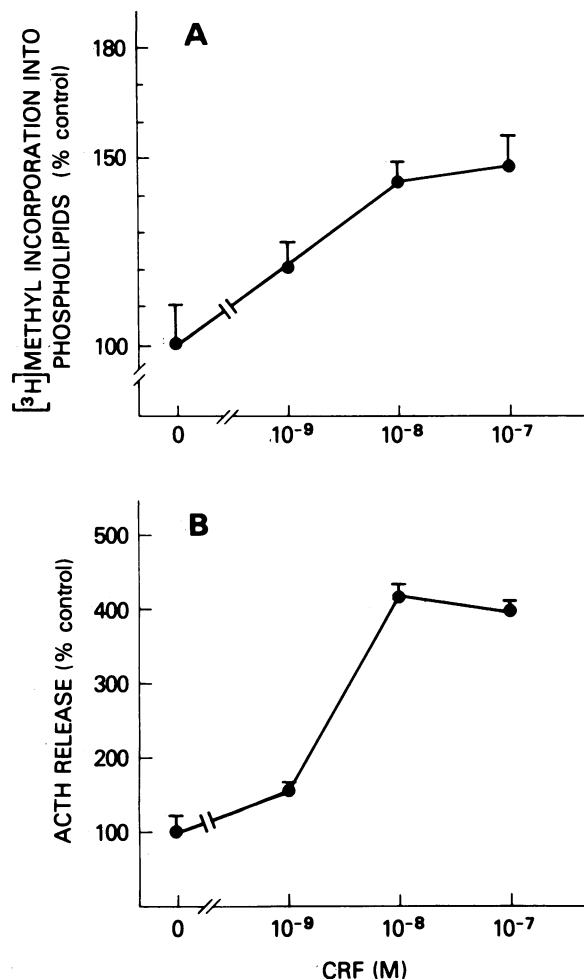 A
[³H]METHYL INCORPORATION INTO
PHOSPHOLIPIDS (% control)
180
150
100
0
10⁻⁹
10⁻⁸
10⁻⁷
B
ACTH RELEASE (% control)
500
400
300
200
100
0
10⁻⁹
10⁻⁸
10⁻⁷
CRF (M)